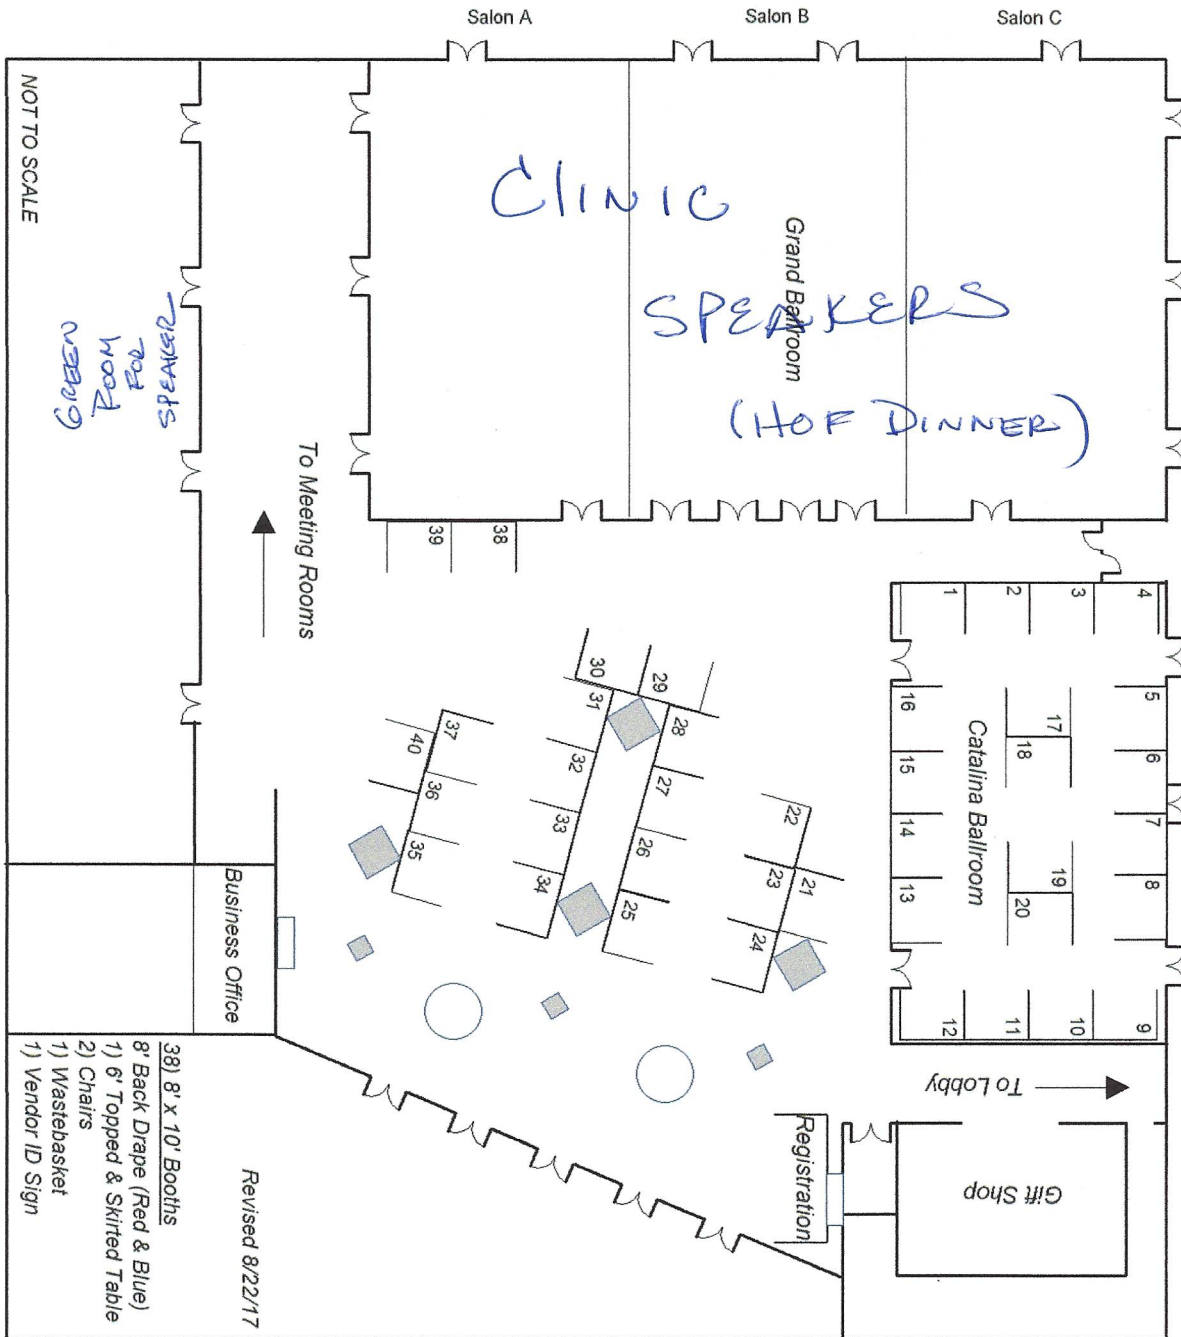 Salon A
Salon B
Salon C
NOT TO SCALE
CLINIC
Grand Ballroom
SPEAKERS
(HOF DINNER)
GREEN
ROOM
FOR
SPEAKER
To Meeting Rooms
39
38
1
2
3
4
30
29
31
28
37
40
32
27
36
33
26
35
34
25
22
23
21
24
16
15
14
13
17
18
19
20
5
6
7
8
Catalina Ballroom
12
11
10
9
Business Office
To Lobby
Registration
Gift Shop
38) 8' x 10' Booths
8' Back Drape (Red & Blue)
1) 6' Topped & Skirted Table
2) Chairs
1) Wastebasket
1) Vendor ID Sign
Revised 8/22/17